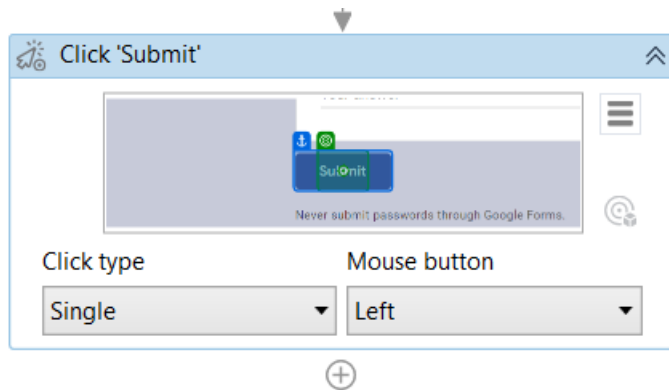 Click 'Submit'
Submit
Never submit passwords through Google Forms.
Click type
Mouse button
Single
Left